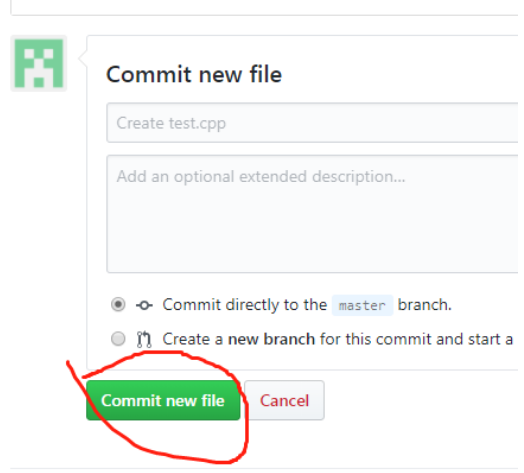 Commit new file
Create test.cpp
Add an optional extended description...
Commit directly to the master branch.
Create a new branch for this commit and start a
Commit new file Cancel